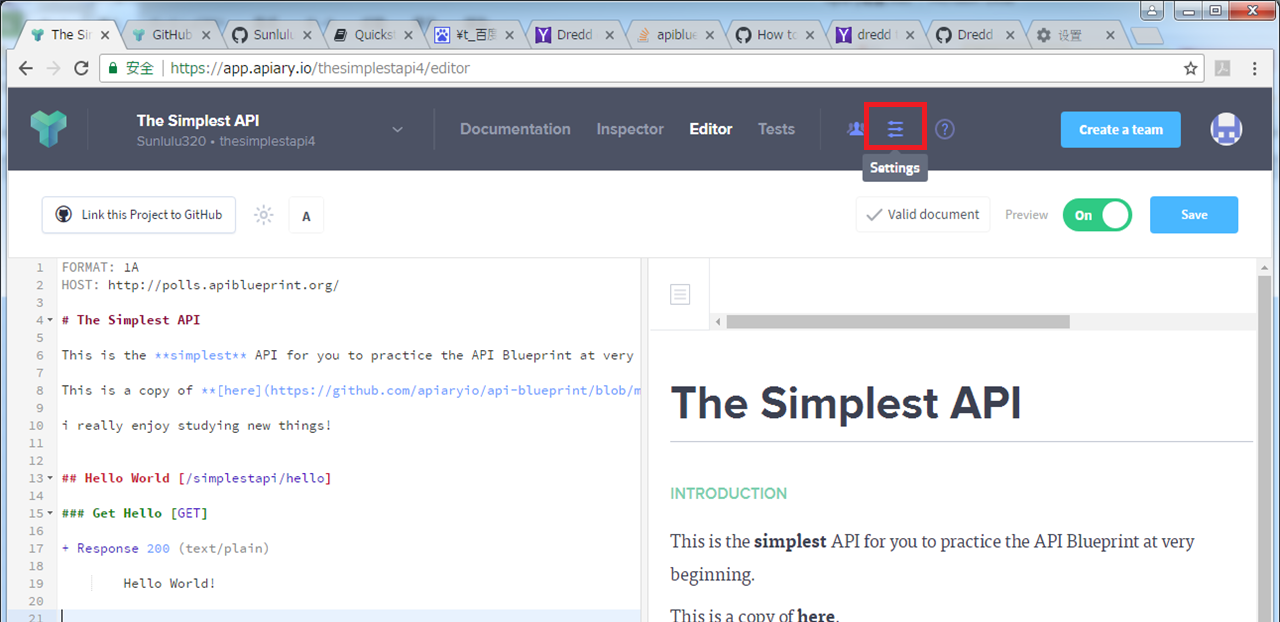 The Sir
GitHub
Sunlulu
Quickst
¥t_百度
Dredd
apiblue
How to
dredd
Dredd
设置
安全 https://app.apiary.io/thesimplestapi4/editor
The Simplest API
Sunlulu320 • thesimplestapi4
Documentation Inspector Editor Tests
?
Create a team
Settings
Link this Project to GitHub
A
Valid document
Preview
On
Save
1 FORMAT: 1A
2 HOST: http://polls.apiblueprint.org/
3
4 # The Simplest API
5
6 This is the **simplest** API for you to practice the API Blueprint at very
7
8 This is a copy of **[here](https://github.com/apiaryio/api-blueprint/blob/m
9
10 i really enjoy studying new things!
11
12
13 ## Hello World [/simplestapi/hello]
14
15 ### Get Hello [GET]
16
17 + Response 200 (text/plain)
18
19 Hello World!
20
21
The Simplest API
INTRODUCTION
This is the simplest API for you to practice the API Blueprint at very
beginning.
This is a copy of here.